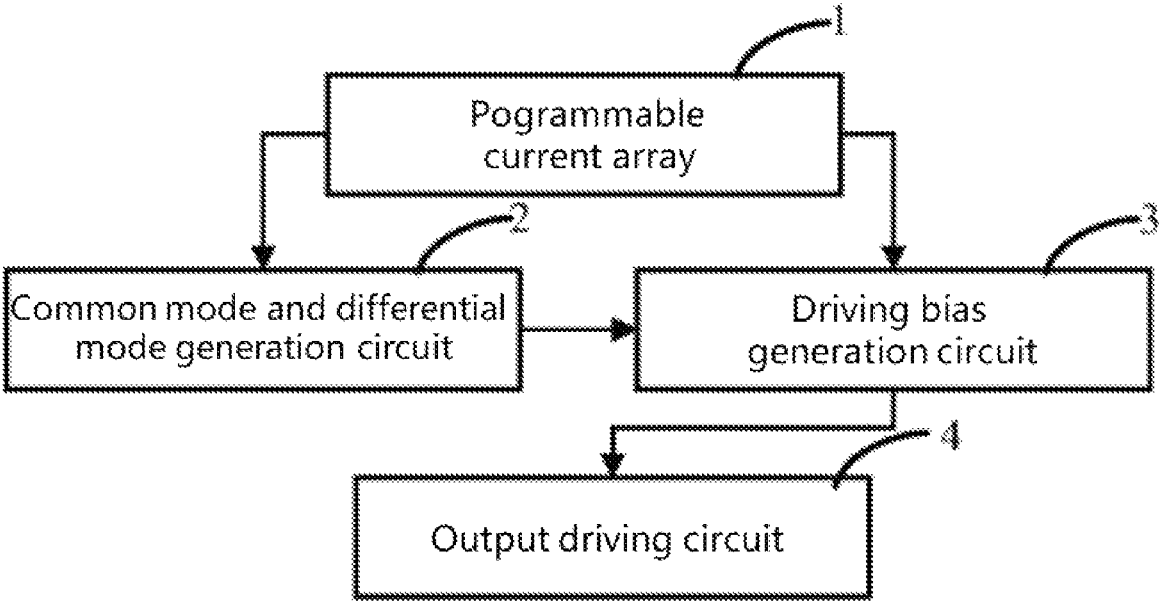 1
Pogrammable
current array
2
3
Common mode and differential
mode generation circuit
Driving bias
generation circuit
4
Output driving circuit